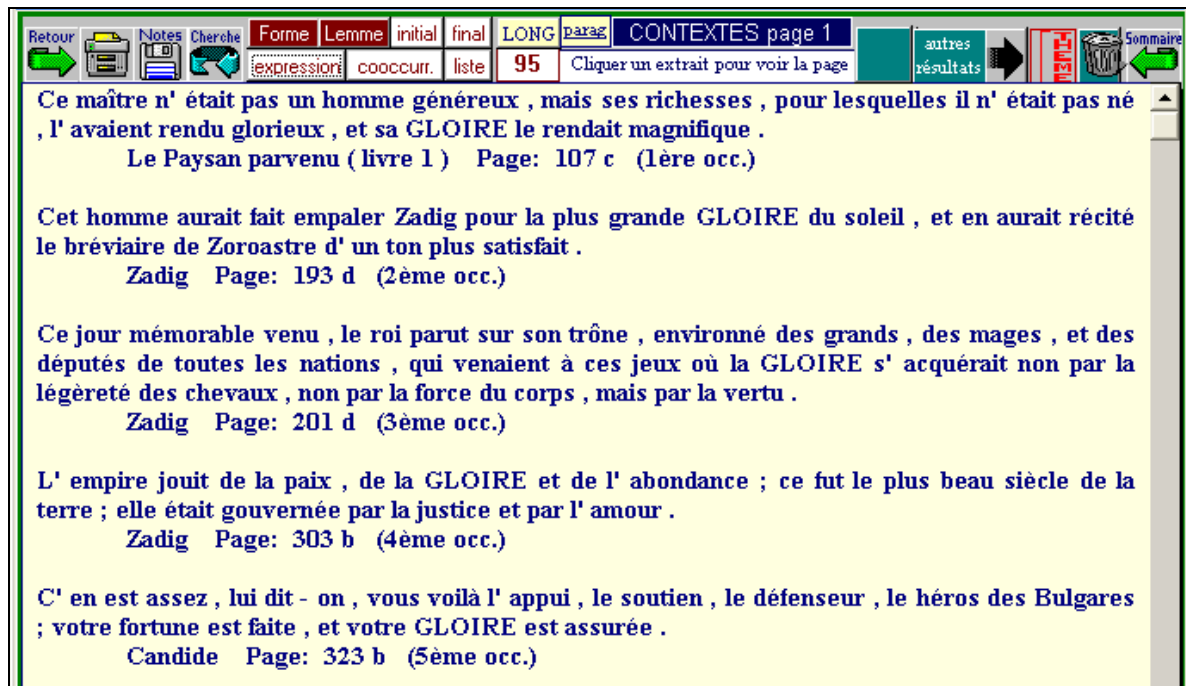 Retour Notes Cherche Forme Lemme initial final LONG parag CONTEXTES page 1 autres résultats THEME Sommaire
expression cooccurr. liste 95 Cliquer un extrait pour voir la page
Ce maître n' était pas un homme généreux , mais ses richesses , pour lesquelles il n' était pas né
, l' avaient rendu glorieux , et sa GLOIRE le rendait magnifique .
Le Paysan parvenu ( livre 1 ) Page: 107 c (1ère occ.)
Cet homme aurait fait empaler Zadig pour la plus grande GLOIRE du soleil , et en aurait récité
le bréviaire de Zoroastre d' un ton plus satisfait .
Zadig Page: 193 d (2ème occ.)
Ce jour mémorable venu , le roi parut sur son trône , environné des grands , des mages , et des
députés de toutes les nations , qui venaient à ces jeux où la GLOIRE s' acquérait non par la
légèreté des chevaux , non par la force du corps , mais par la vertu .
Zadig Page: 201 d (3ème occ.)
L' empire jouit de la paix , de la GLOIRE et de l' abondance ; ce fut le plus beau siècle de la
terre ; elle était gouvernée par la justice et par l' amour .
Zadig Page: 303 b (4ème occ.)
C' en est assez , lui dit - on , vous voilà l' appui , le soutien , le défenseur , le héros des Bulgares
; votre fortune est faite , et votre GLOIRE est assurée .
Candide Page: 323 b (5ème occ.)